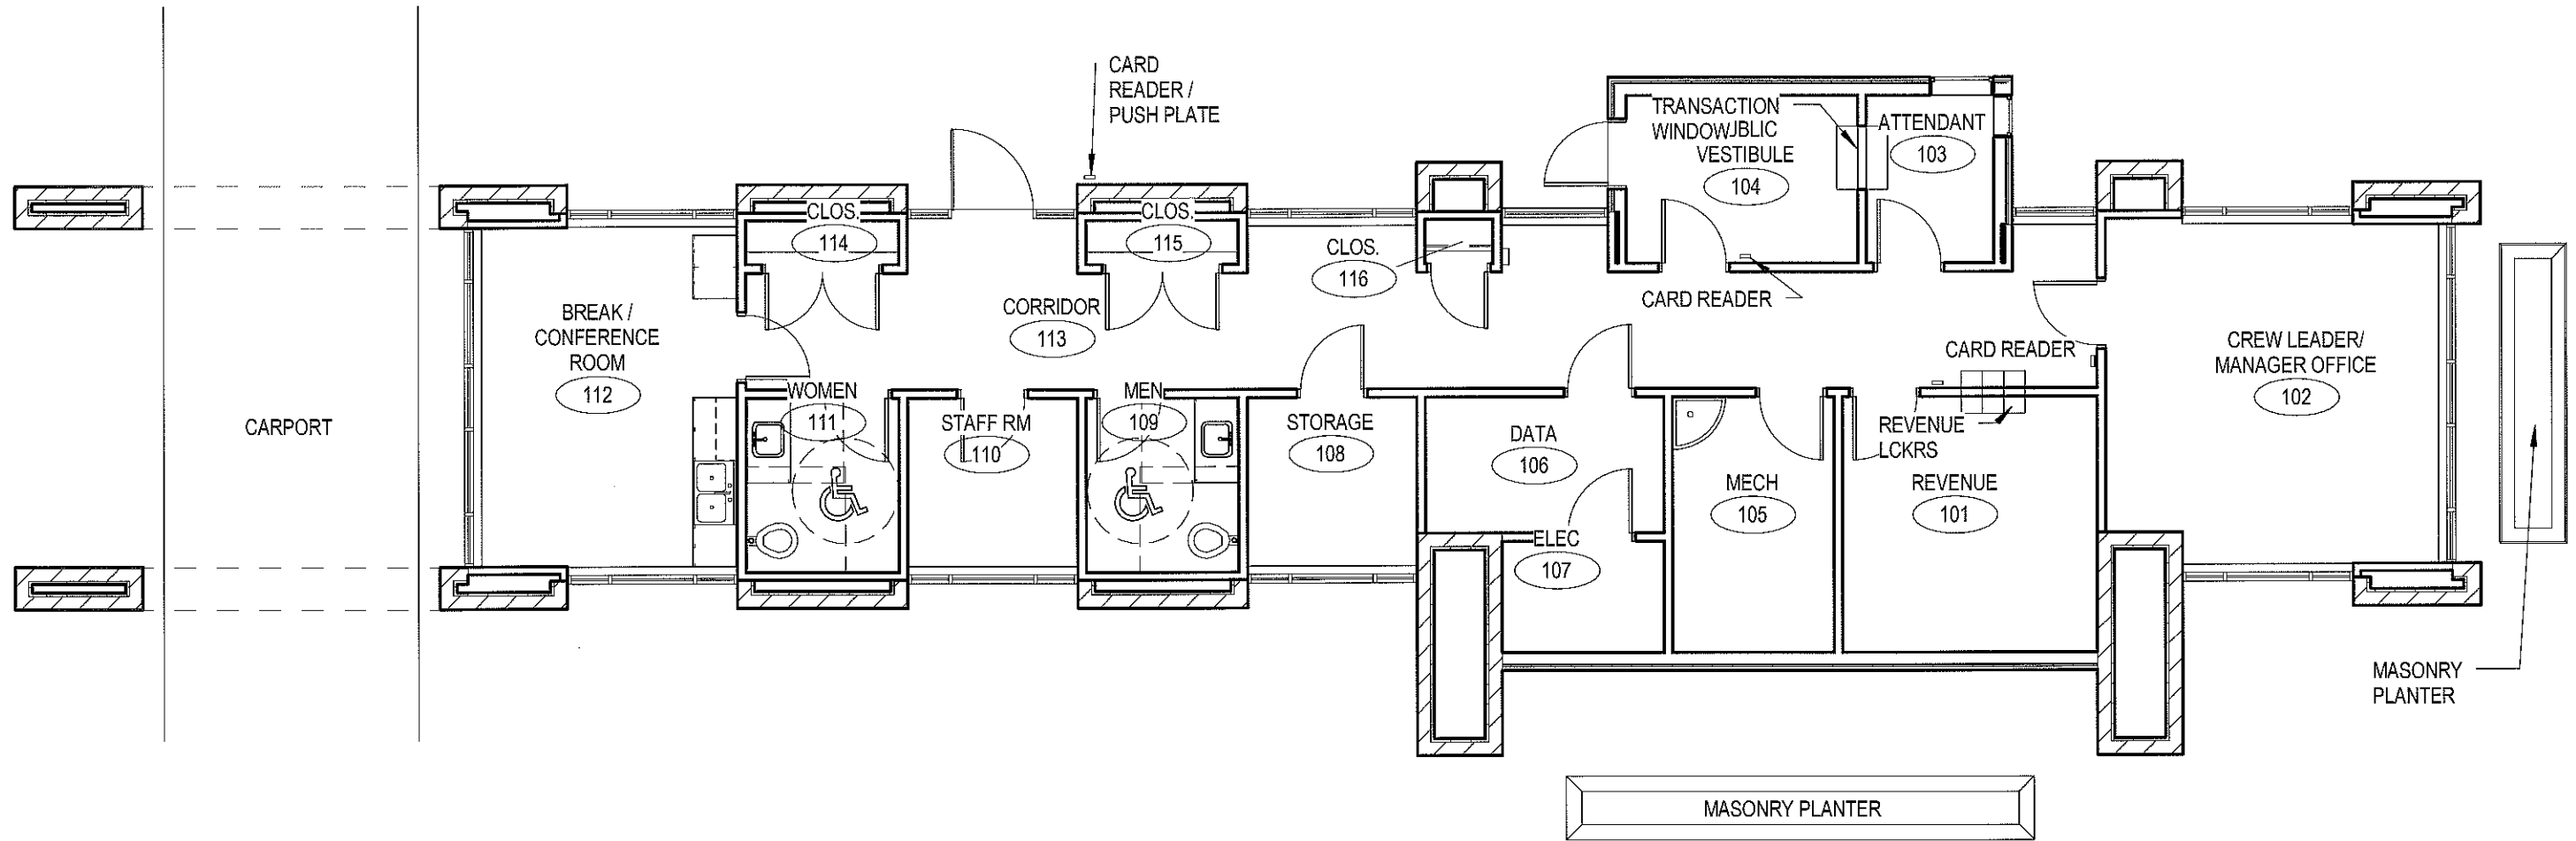 CARD
READER /
PUSH PLATE
TRANSACTION
WINDOW
JBLIC
VESTIBULE
104
ATTENDANT
103
CLOS.
114
CLOS.
115
CLOS.
116
CARD READER
CORRIDOR
113
BREAK /
CONFERENCE
ROOM
112
CARD READER
CREW LEADER/
MANAGER OFFICE
102
WOMEN
111
MEN
109
STAFF RM
110
STORAGE
108
DATA
106
REVENUE
LCKRS
CARPORT
MECH
105
REVENUE
101
ELEC
107
MASONRY
PLANTER
MASONRY PLANTER